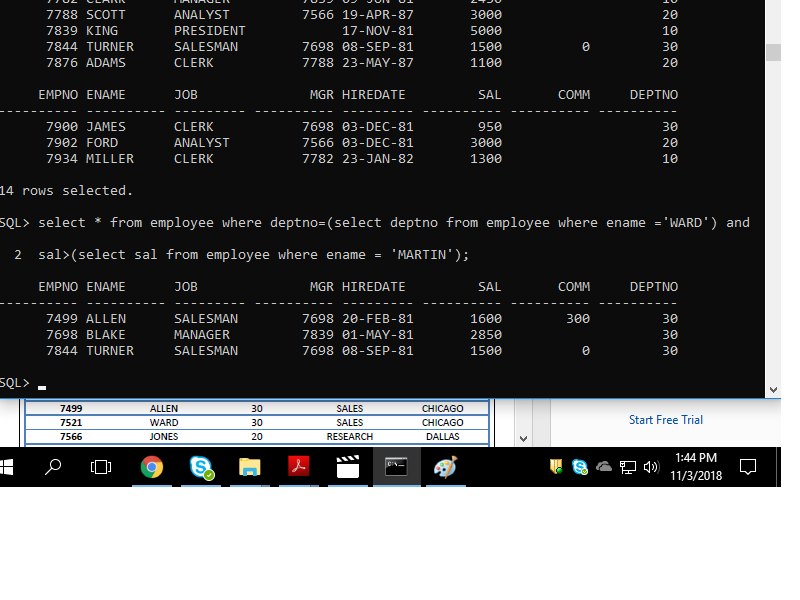 7782 CLARK MANAGER 7839 09-JUN-81 2450 10
7788 SCOTT ANALYST 7566 19-APR-87 3000 20
7839 KING PRESIDENT 17-NOV-81 5000 10
7844 TURNER SALESMAN 7698 08-SEP-81 1500 0 30
7876 ADAMS CLERK 7788 23-MAY-87 1100 20
EMPNO ENAME JOB MGR HIREDATE SAL COMM DEPTNO
---------- ---------- --------- ---------- --------- ---------- ---------- ----------
7900 JAMES CLERK 7698 03-DEC-81 950 30
7902 FORD ANALYST 7566 03-DEC-81 3000 20
7934 MILLER CLERK 7782 23-JAN-82 1300 10
14 rows selected.
SQL> select * from employee where deptno=(select deptno from employee where ename ='WARD') and
2 sal>(select sal from employee where ename = 'MARTIN');
EMPNO ENAME JOB MGR HIREDATE SAL COMM DEPTNO
---------- ---------- --------- ---------- --------- ---------- ---------- ----------
7499 ALLEN SALESMAN 7698 20-FEB-81 1600 300 30
7698 BLAKE MANAGER 7839 01-MAY-81 2850 30
7844 TURNER SALESMAN 7698 08-SEP-81 1500 0 30
SQL>
7499 ALLEN 30 SALES CHICAGO
7521 WARD 30 SALES CHICAGO
7566 JONES 20 RESEARCH DALLAS
Start Free Trial
1:44 PM
11/3/2018